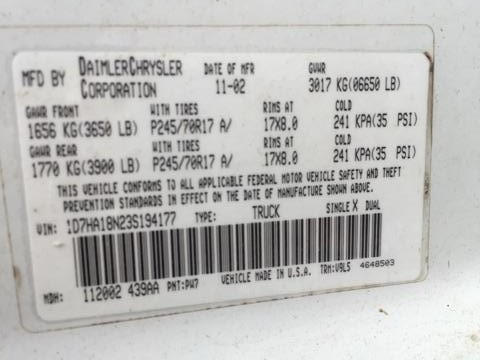 MFD BY DAIMLERCHRYSLER CORPORATION DATE OF MFR 11-02 GVWR 3017 KG(06650 LB)
GAWR FRONT WITH TIRES RIMS AT COLD
1656 KG(3650 LB) P245/70R17 A/ 17X8.0 241 KPA(35 PSI)
GAWR REAR WITH TIRES RIMS AT COLD
1770 KG(3900 LB) P245/70R17 A/ 17X8.0 241 KPA(35 PSI)
THIS VEHICLE CONFORMS TO ALL APPLICABLE FEDERAL MOTOR VEHICLE SAFETY AND THEFT
PREVENTION STANDARDS IN EFFECT ON THE DATE OF MANUFACTURE SHOWN ABOVE.
VIN: 1D7HA18N23S194177 TYPE: TRUCK SINGLE X DUAL
MDH: 112002 439AA PNT:PW7 VEHICLE MADE IN U.S.A. TRM:V9L5 4648503